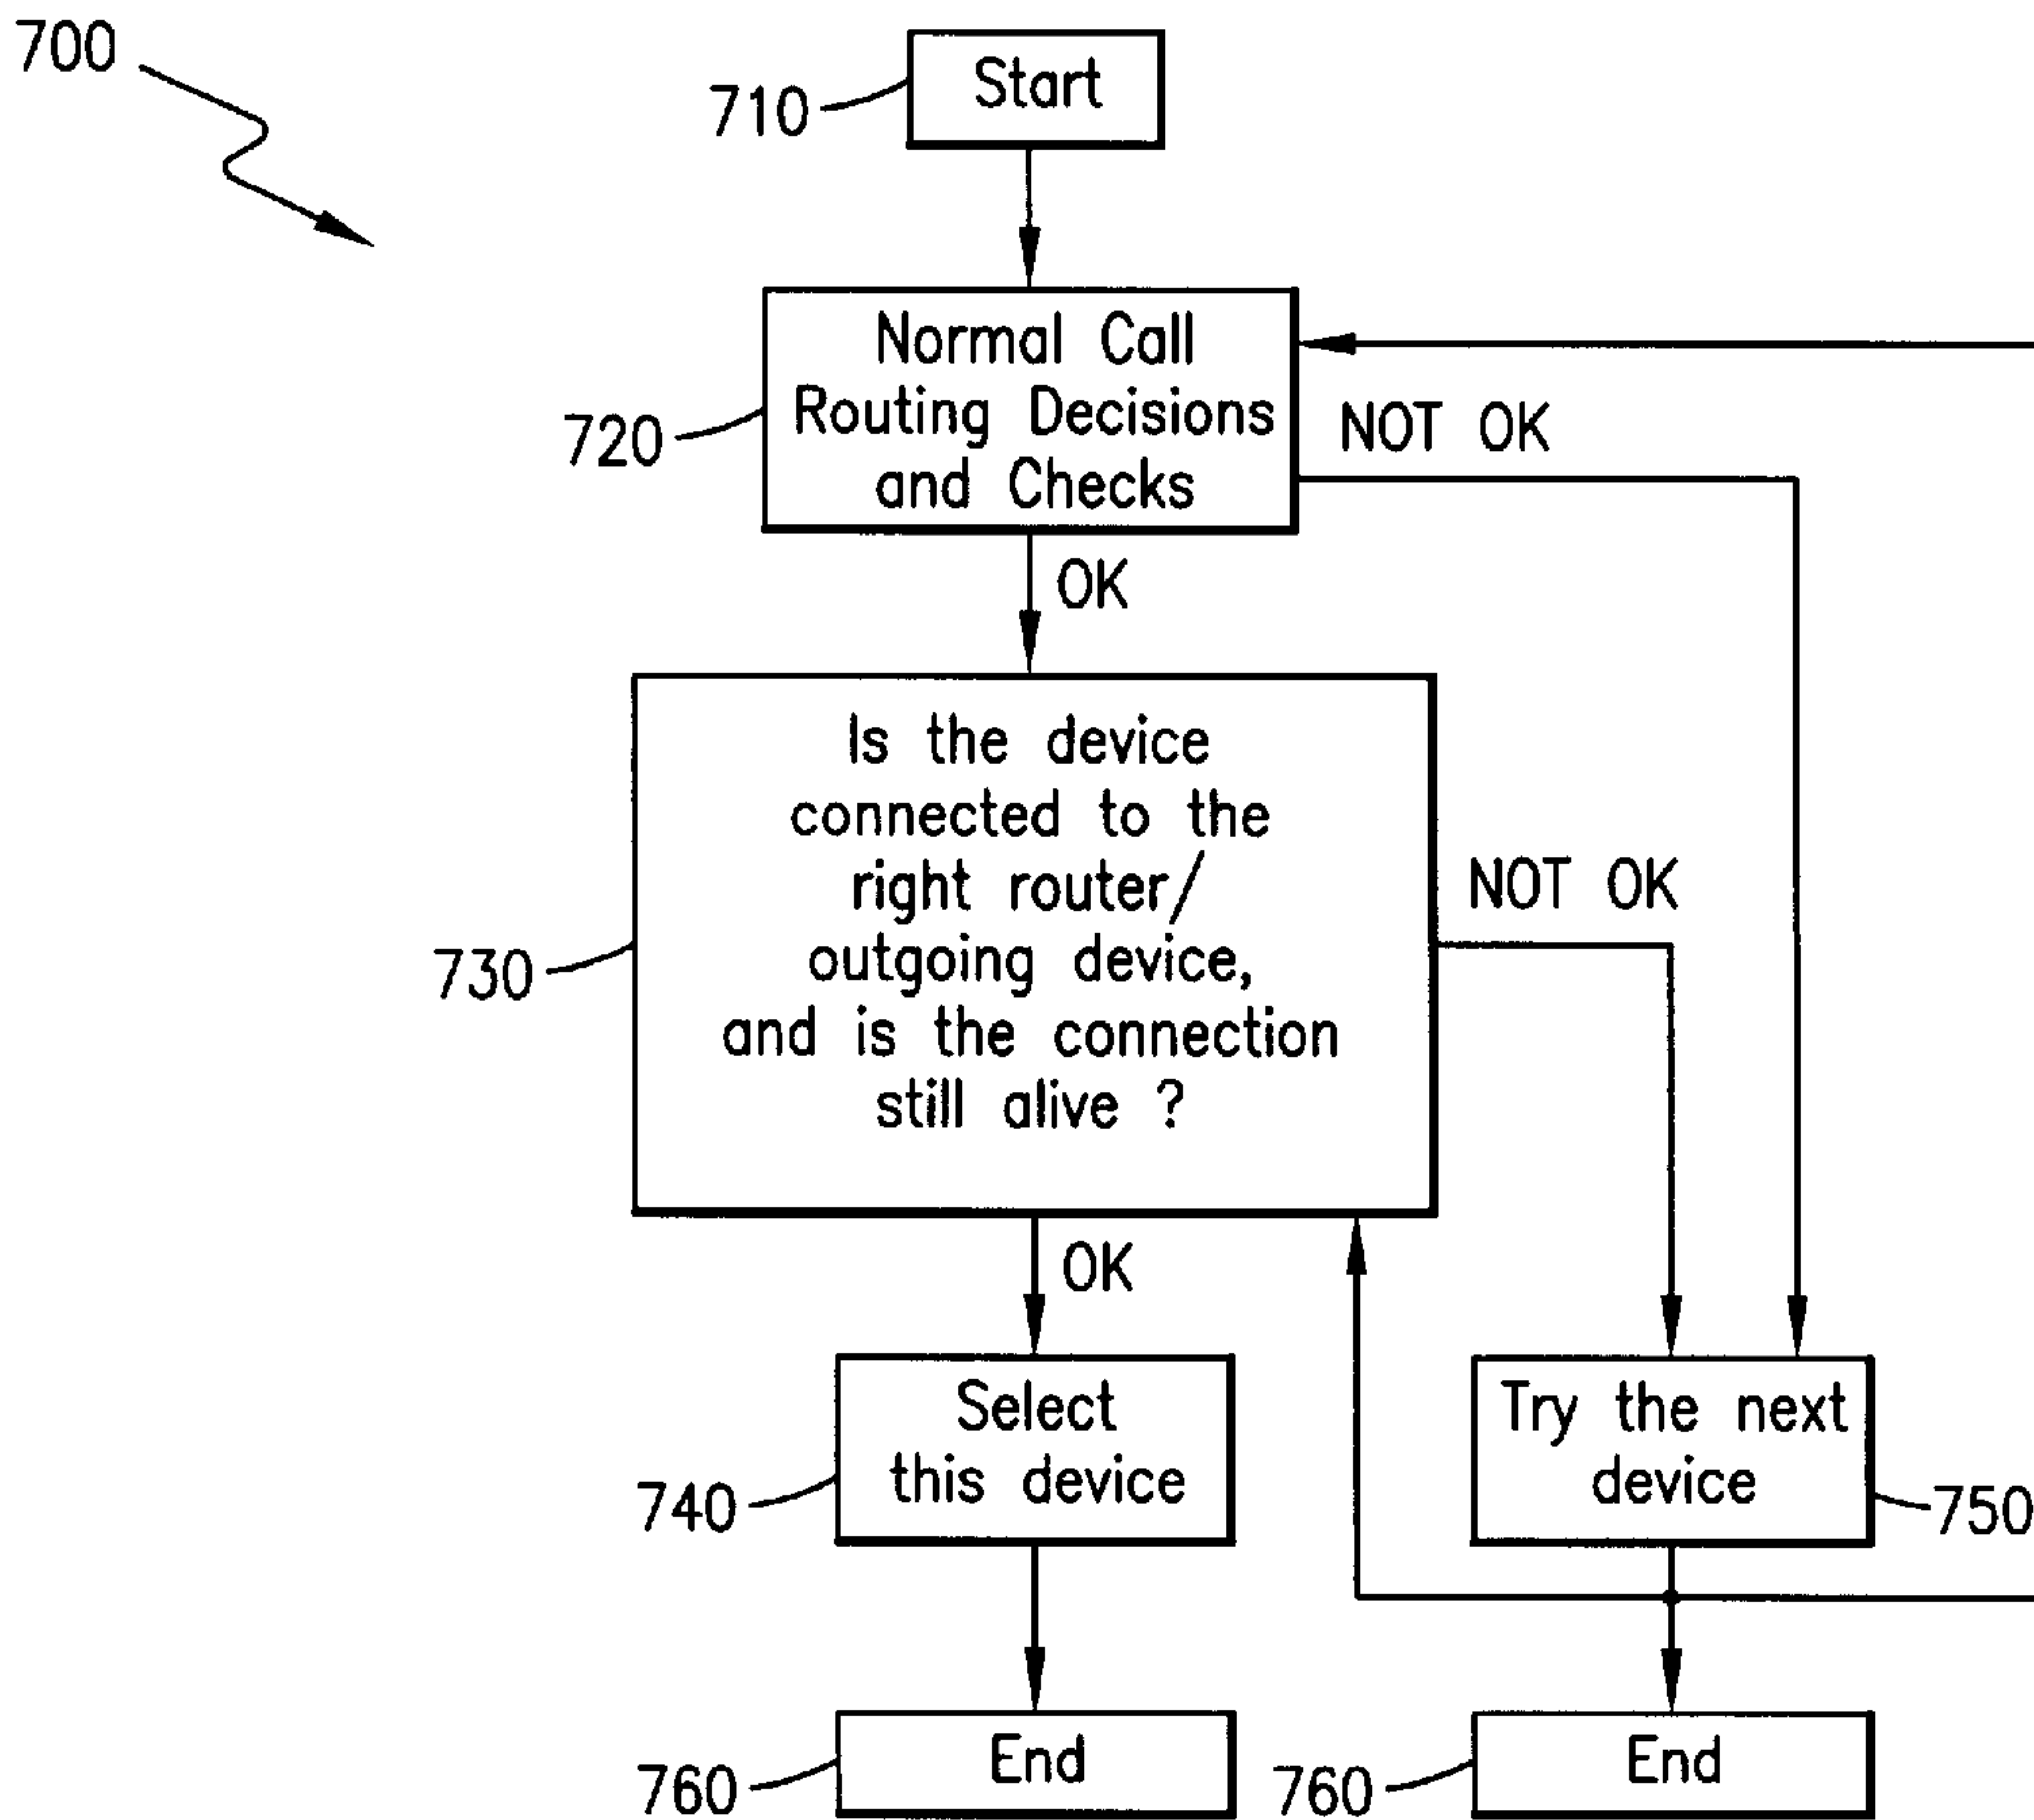 700
Start
710
Normal Call
Routing Decisions
and Checks
720
NOT OK
OK
Is the device
connected to the
right router/
outgoing device,
and is the connection
still alive ?
730
NOT OK
OK
Select
this device
740
Try the next
device
750
End
760
End
760